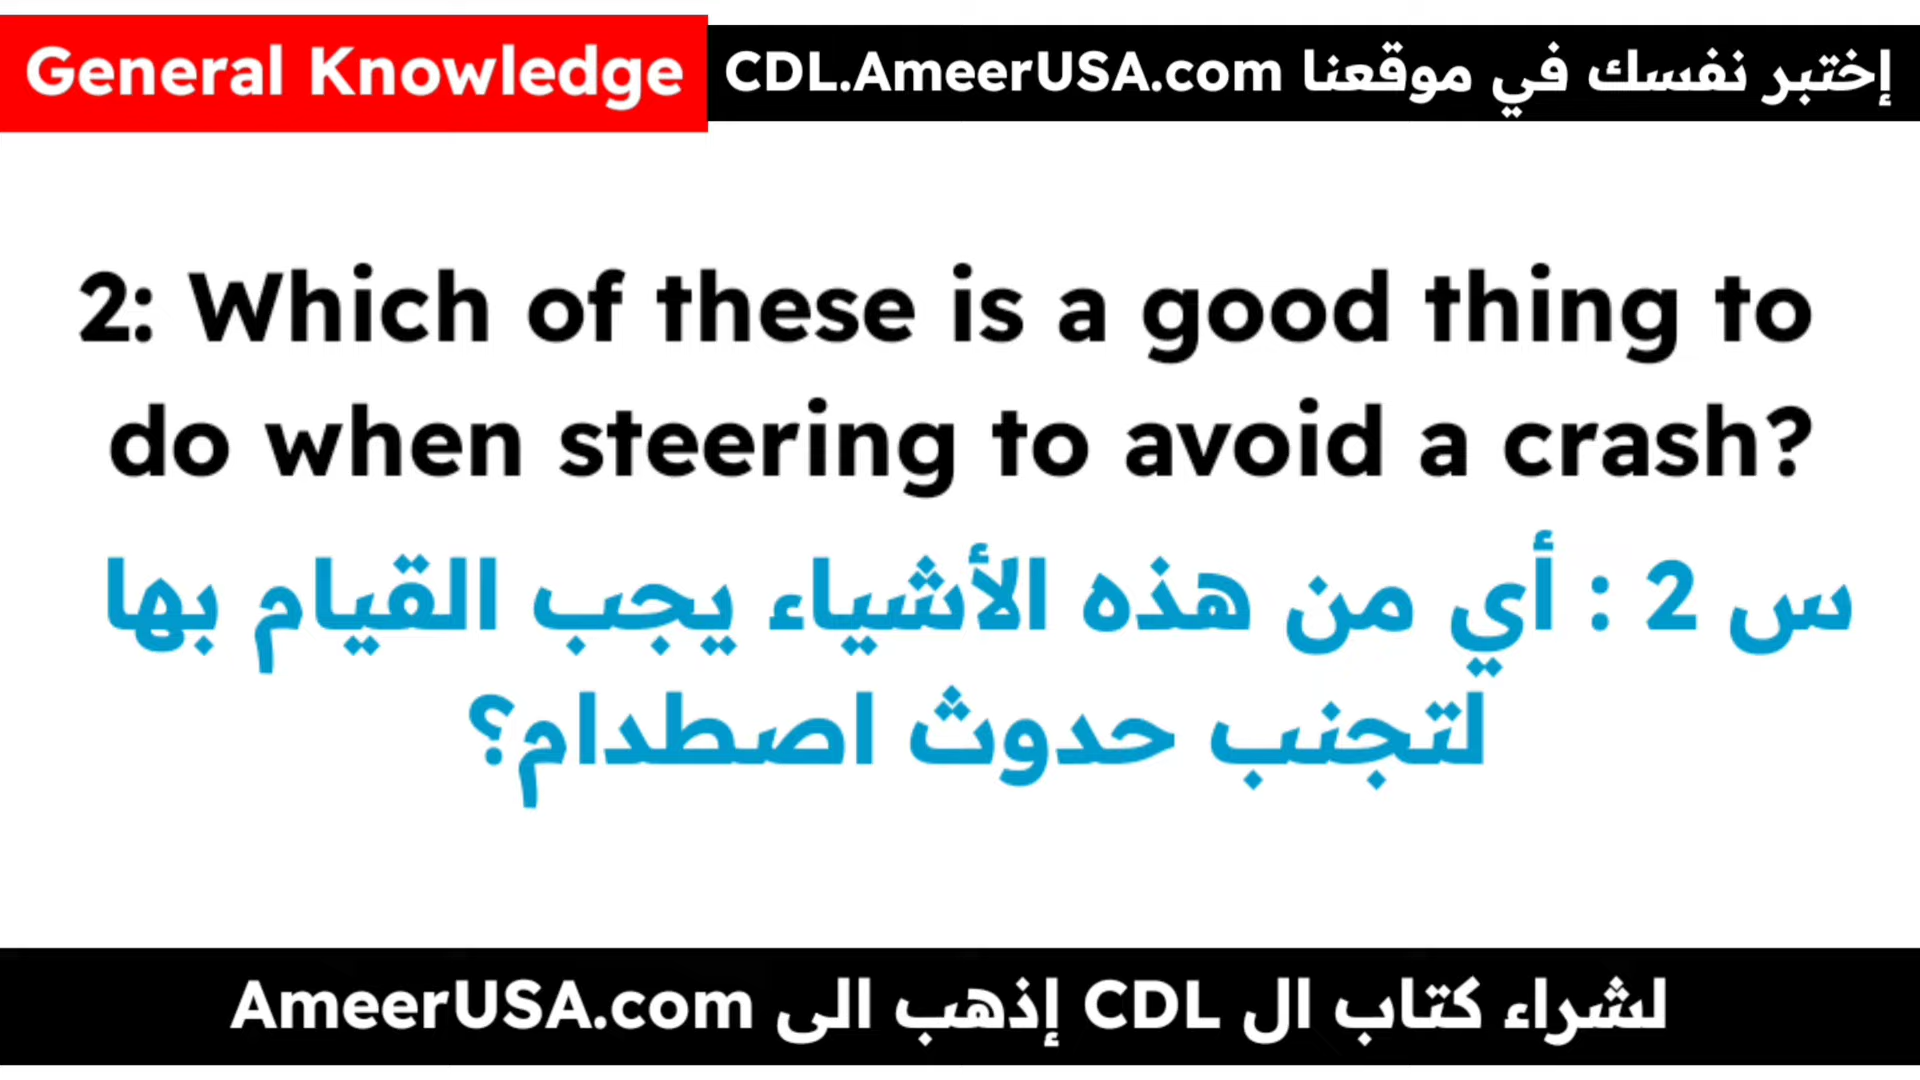 General Knowledge
إختبر نفسك في موقعنا CDL.AmeerUSA.com
2: Which of these is a good thing to
do when steering to avoid a crash?
س 2 : أي من هذه الأشياء يجب القيام بها
لتجنب حدوث اصطدام؟
لشراء كتاب ال CDL إذهب الى AmeerUSA.com